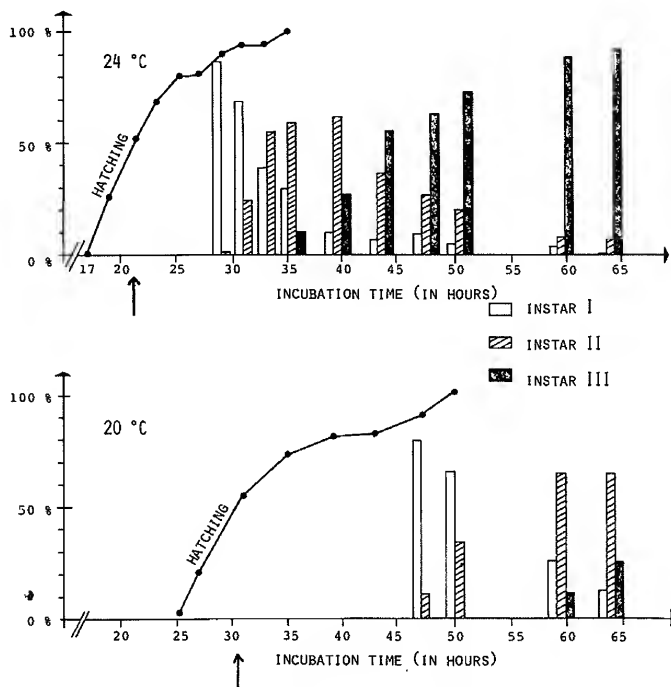 100 %
24 °C
HATCHING
50 %
0 %
17 20 25 30 35 40 45 50 55 60 65
INCUBATION TIME (IN HOURS)
INSTAR I
INSTAR II
INSTAR III
100 %
20 °C
HATCHING
50 %
0 %
20 25 30 35 40 45 50 55 60 65
INCUBATION TIME (IN HOURS)